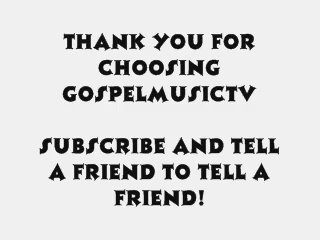 THANK YOU FOR
CHOOSING
GOSPELMUSICTV
SUBSCRIBE AND TELL
A FRIEND TO TELL A
FRIEND!